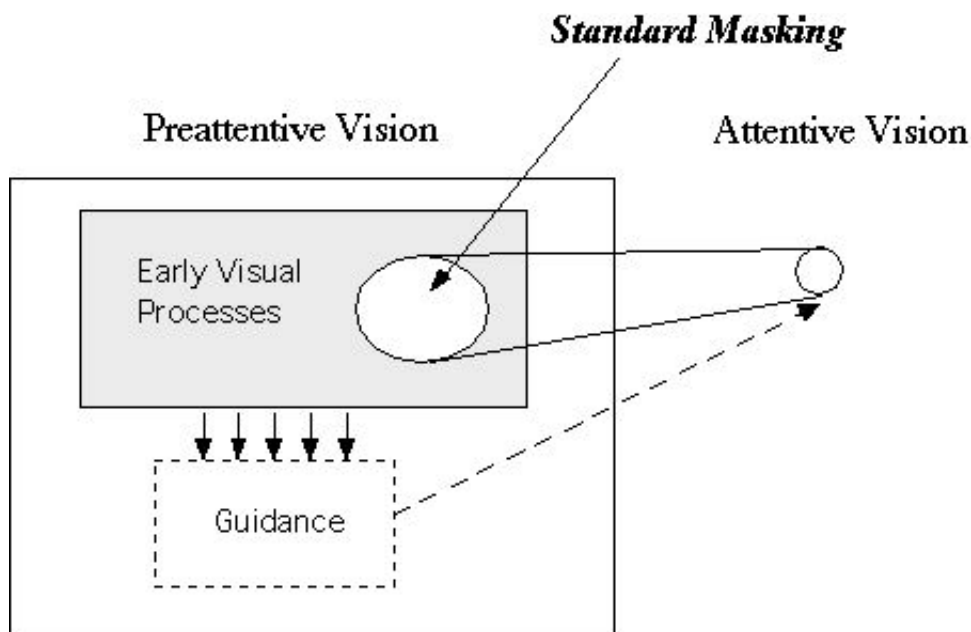 Standard Masking
Preattentive Vision
Attentive Vision
Early Visual
Processes
Guidance